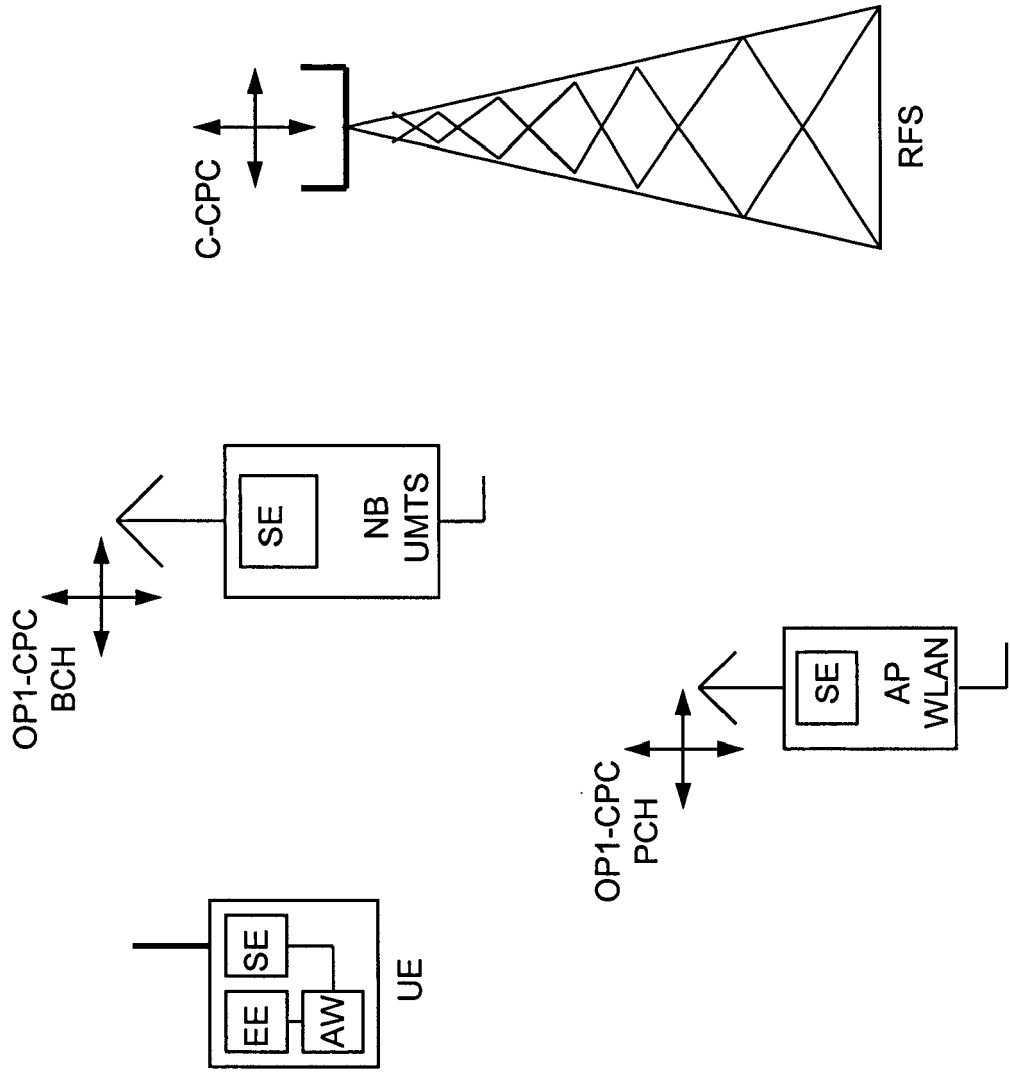 EE
SE
AW
UE
OP1-CPC
BCH
SE
NB
UMTS
OP1-CPC
PCH
SE
AP
WLAN
C-CPC
RFS